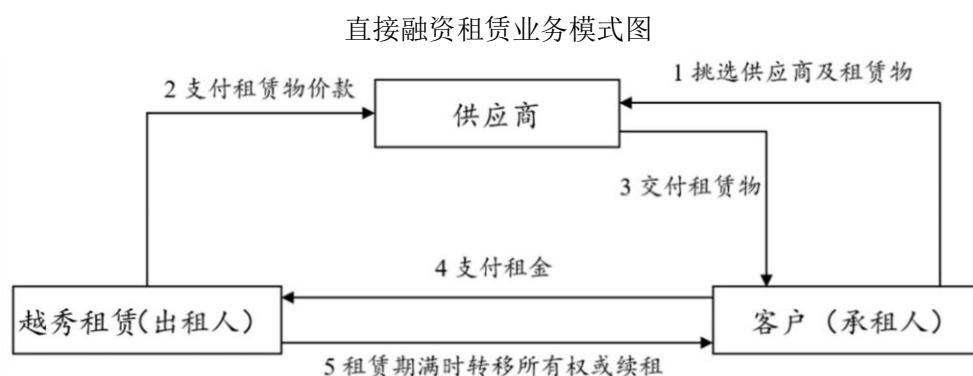 直接融资租赁业务模式图
2 支付租赁物价款
1 挑选供应商及租赁物
供应商
3 交付租赁物
4 支付租金
越秀租赁(出租人)
客户（承租人）
5 租赁期满时转移所有权或续租